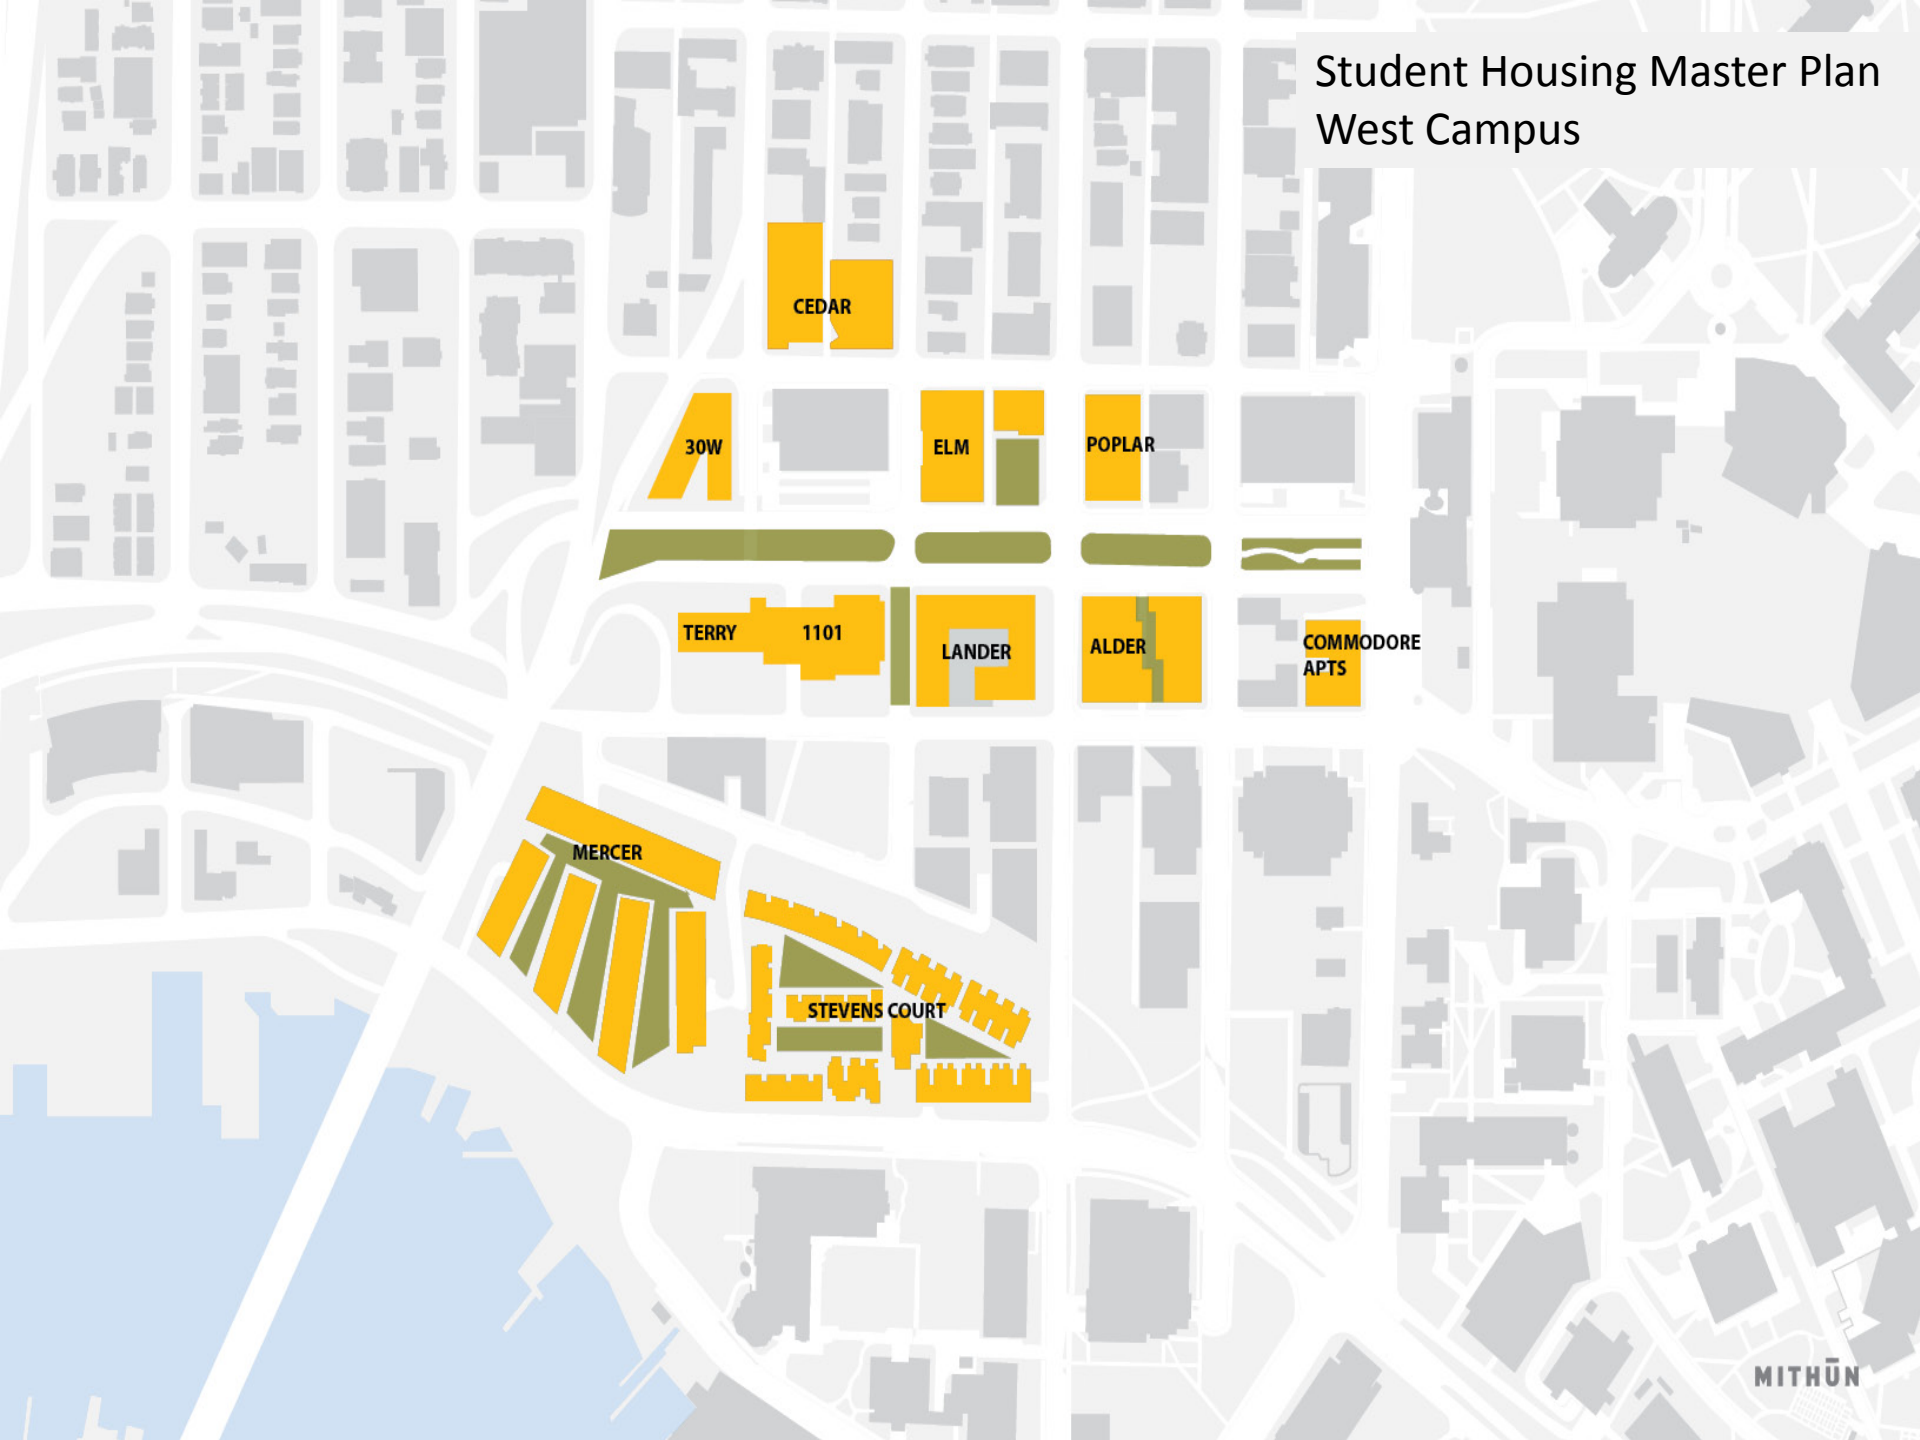 Student Housing Master Plan
West Campus
CEDAR
30W
ELM
POPLAR
TERRY
1101
LANDER
ALDER
COMMODORE
APTS
MERCER
STEVENS COURT
MITHŪN